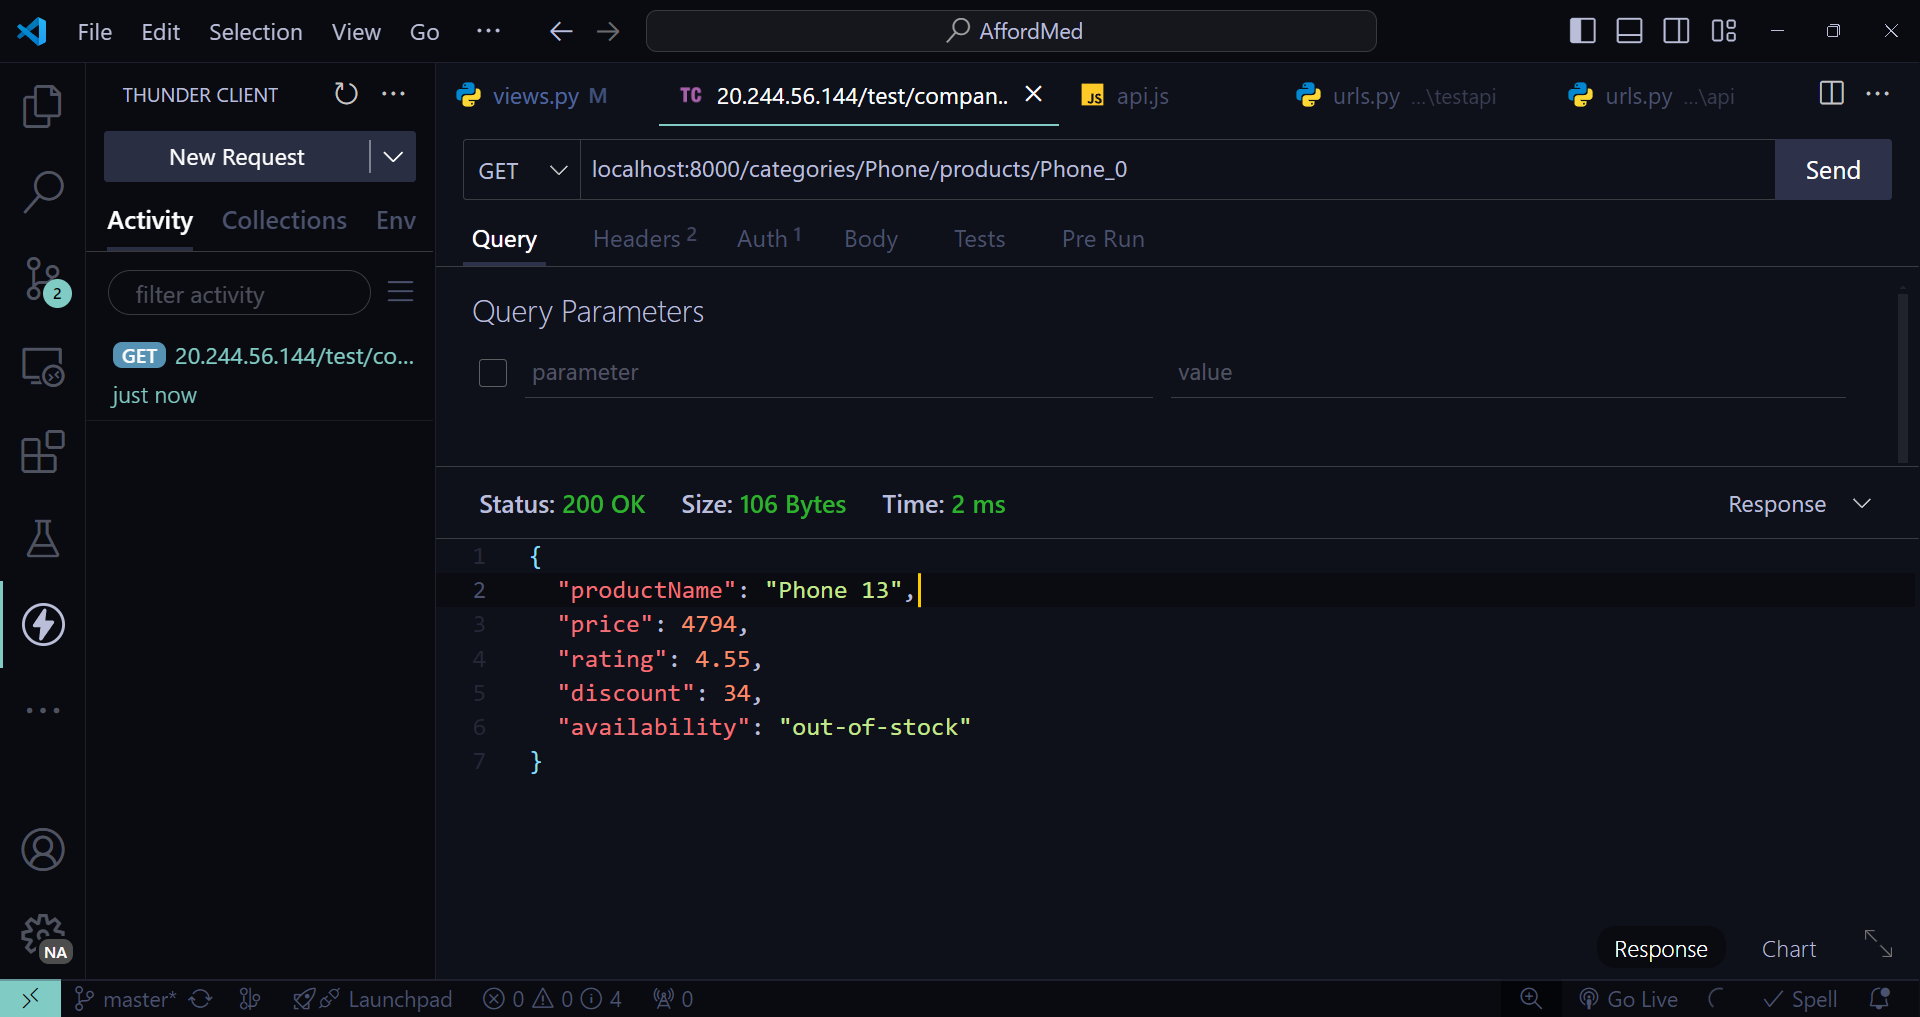 File Edit Selection View Go ···
AffordMed
THUNDER CLIENT
views.py M
TC 20.244.56.144/test/compan..
JS api.js
urls.py ...\testapi
urls.py ...\api
New Request
GET localhost:8000/categories/Phone/products/Phone_0 Send
Activity Collections Env
Query Headers 2 Auth 1 Body Tests Pre Run
filter activity
2
Query Parameters
GET 20.244.56.144/test/co...
just now
parameter value
Status: 200 OK Size: 106 Bytes Time: 2 ms Response
1 {
2 "productName": "Phone 13",
3 "price": 4794,
4 "rating": 4.55,
5 "discount": 34,
6 "availability": "out-of-stock"
7 }
NA
Response Chart
master* Launchpad 0 0 4 0 Go Live Spell